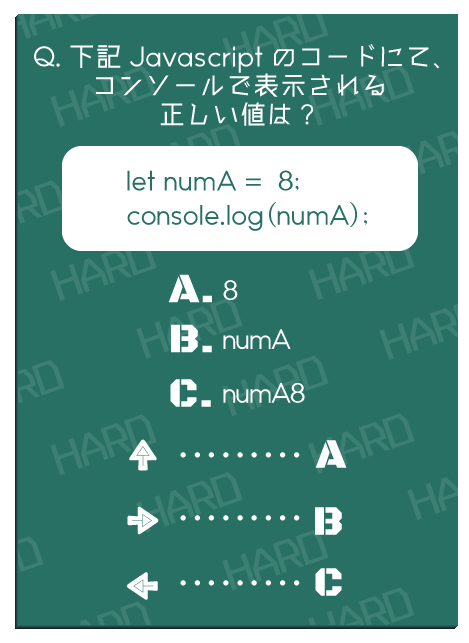 Q. 下記 Javascript のコードにて、
コンソールで表示される
正しい値は？
let numA = 8;
console.log(numA);
A. 8
B. numA
C. numA8
⇧ ········· A
⇨ ········· B
⇦ ········· C
HARD